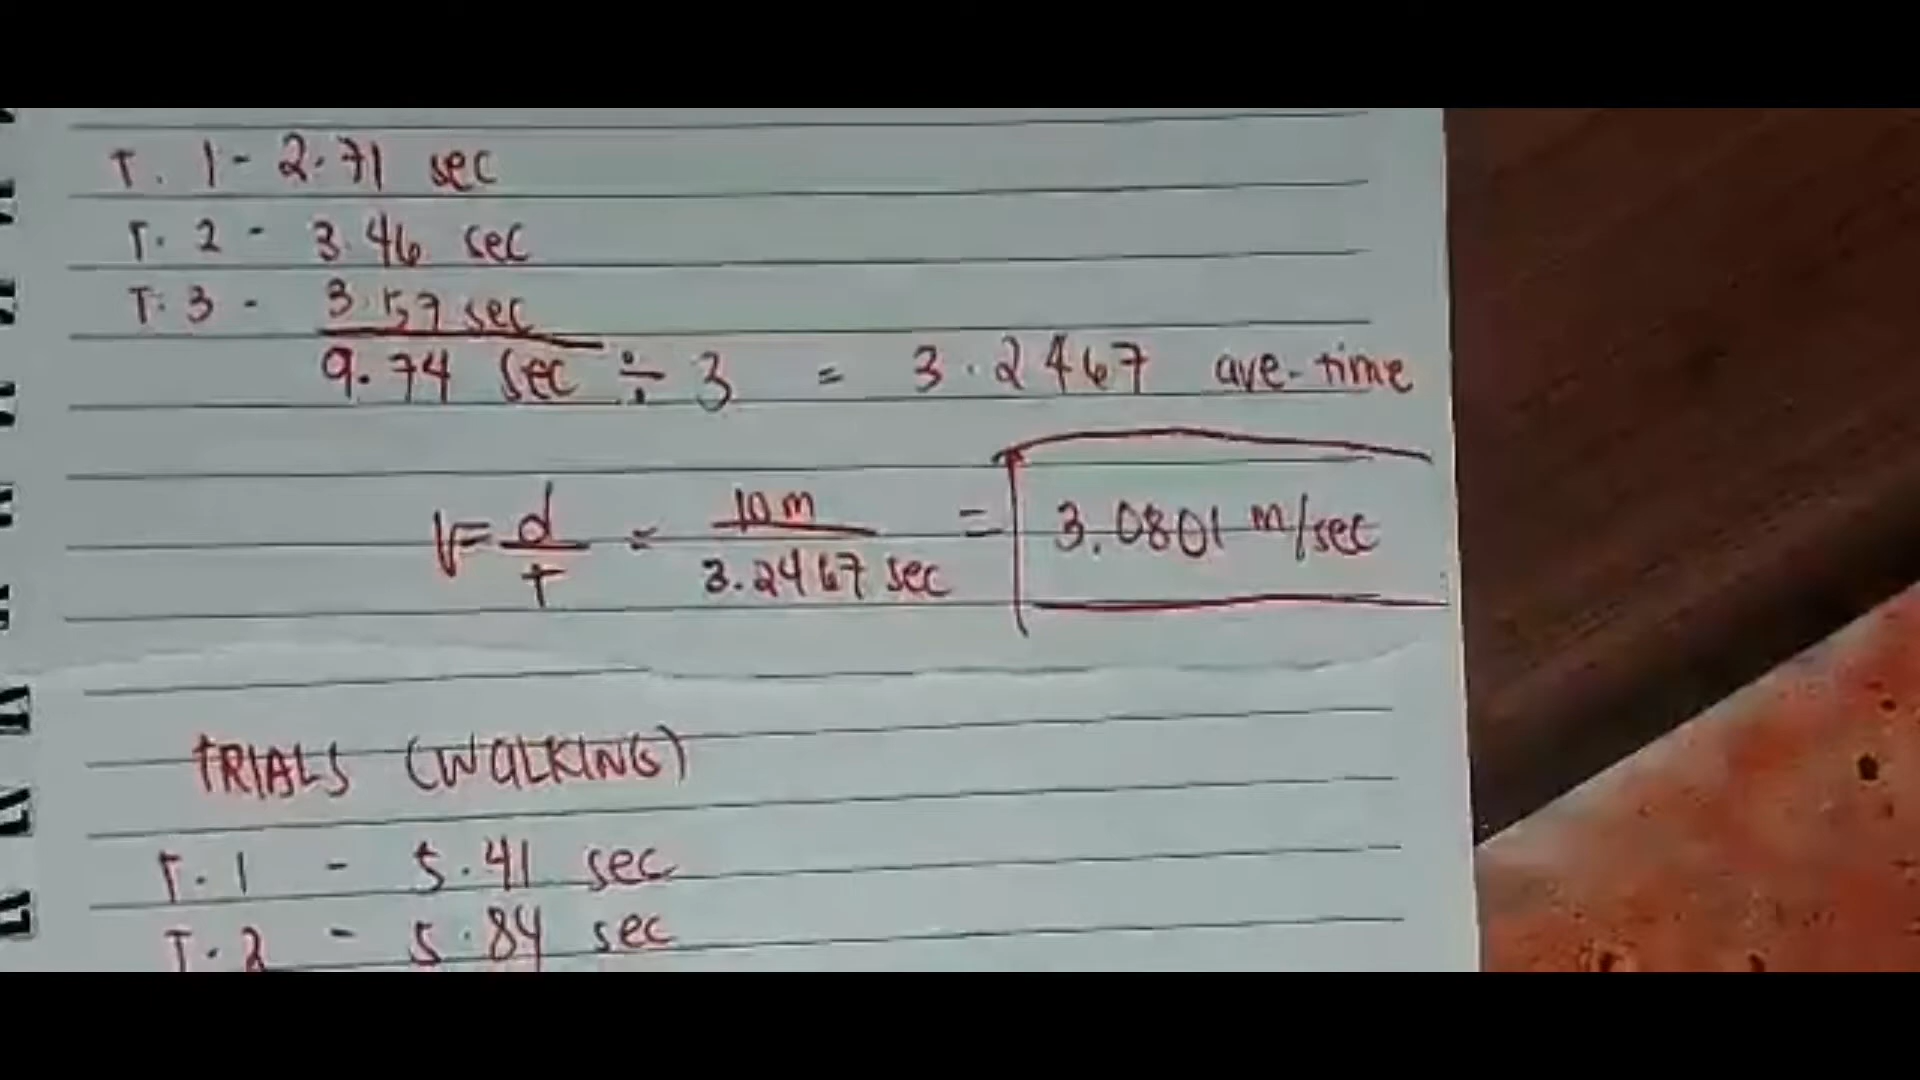 T. 1 - 2.71 sec
T. 2 - 3.46 sec
T. 3 - 3.57 sec
9.74 sec ÷ 3 = 3.2467 ave. time
V = d/t = 10 m / 3.2467 sec = 3.0801 m/sec
TRIALS (WALKING)
T. 1 - 5.41 sec
T. 2 - 5.84 sec